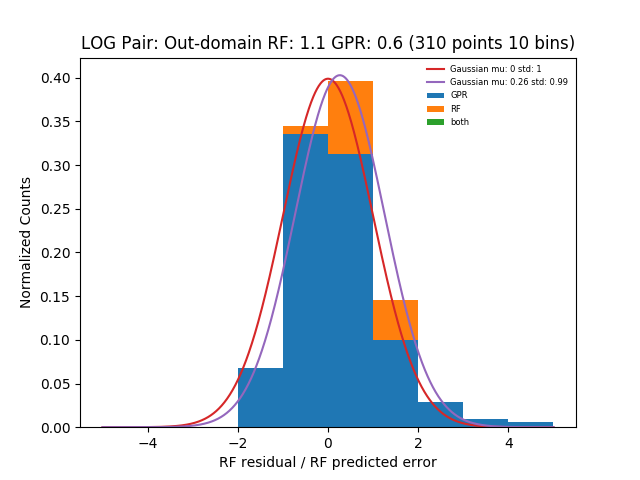 LOG Pair: Out-domain RF: 1.1 GPR: 0.6 (310 points 10 bins)
Gaussian mu: 0 std: 1
Gaussian mu: 0.26 std: 0.99
GPR
RF
both
Normalized Counts
0.40
0.35
0.30
0.25
0.20
0.15
0.10
0.05
0.00
−4 −2 0 2 4
RF residual / RF predicted error